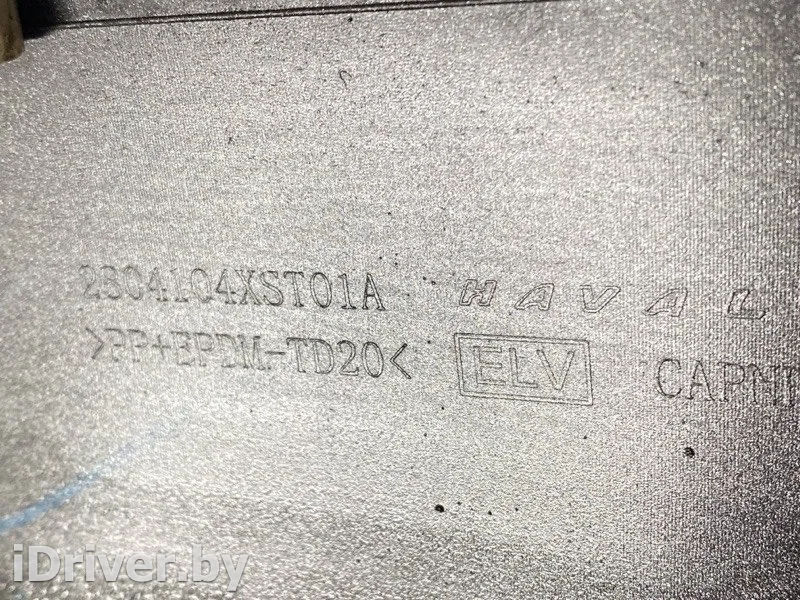 2804104XST01A HAVAL
>PP+EPDM-TD20< ELV
iDriver.by